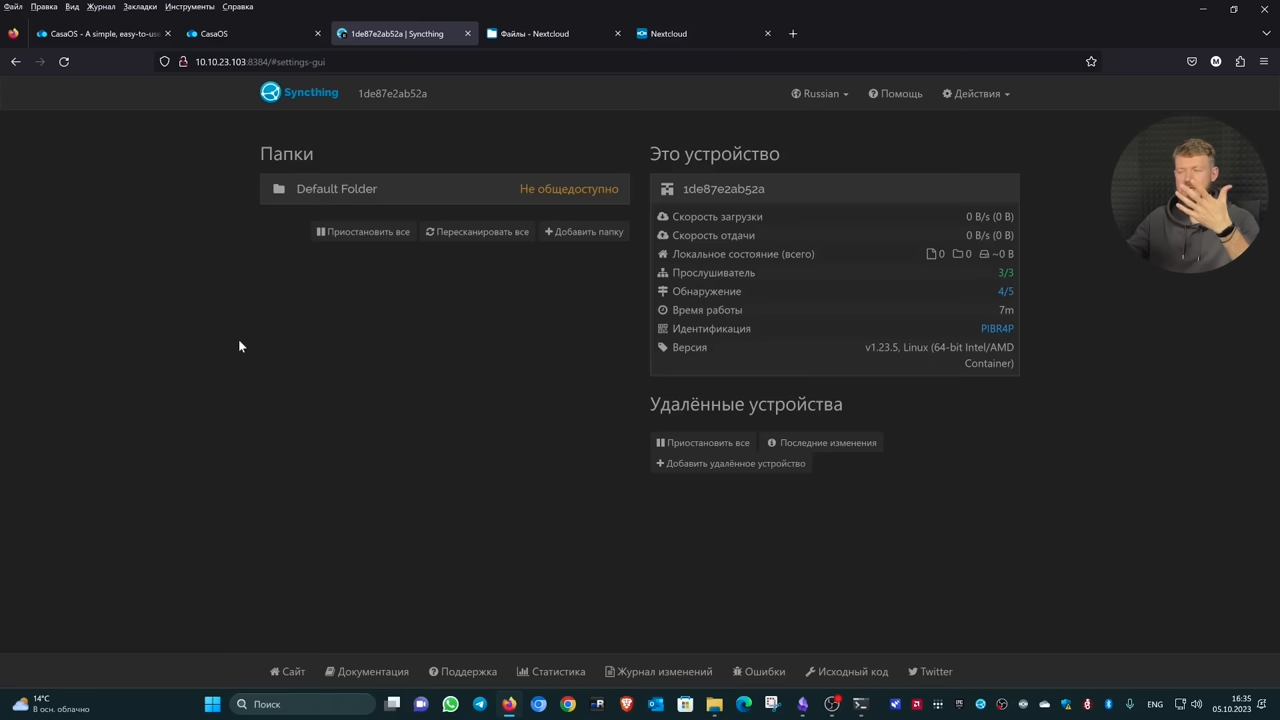 Файл Правка Вид Журнал Закладки Инструменты Справка
CasaOS - A simple, easy-to-use
CasaOS
1de87e2ab52a | Syncthing
Файлы - Nextcloud
Nextcloud
10.10.23.103:8384/#settings-gui
M
Syncthing
1de87e2ab52a
Russian
Помощь
Действия
Папки
Default Folder
Не общедоступно
Приостановить все
Пересканировать все
Добавить папку
Это устройство
1de87e2ab52a
Скорость загрузки 0 B/s (0 B)
Скорость отдачи 0 B/s (0 B)
Локальное состояние (всего) 0 0 ~0 B
Прослушиватель 3/3
Обнаружение 4/5
Время работы 7m
Идентификация PIBR4P
Версия v1.23.5, Linux (64-bit Intel/AMD
Container)
Удалённые устройства
Приостановить все
Последние изменения
Добавить удалённое устройство
Сайт
Документация
Поддержка
Статистика
Журнал изменений
Ошибки
Исходный код
Twitter
14°C
В осн. облачно
Поиск
ENG
16:35
05.10.2023